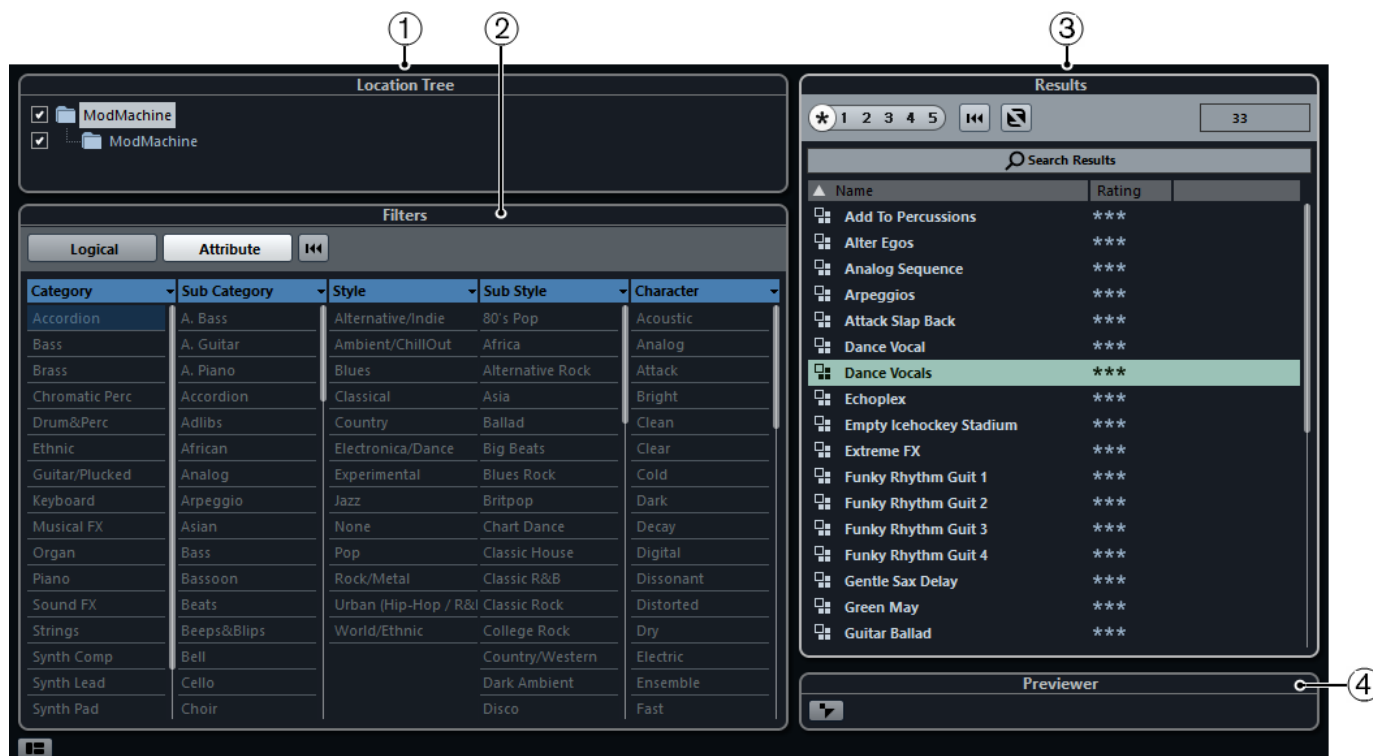 1
2
3
Location Tree
ModMachine
ModMachine
Filters
Logical Attribute
Category Sub Category Style Sub Style Character
Accordion A. Bass Alternative/Indie 80's Pop Acoustic
Bass A. Guitar Ambient/ChillOut Africa Analog
Brass A. Piano Blues Alternative Rock Attack
Chromatic Perc Accordion Classical Asia Bright
Drum&Perc Adlibs Country Ballad Clean
Ethnic African Electronica/Dance Big Beats Clear
Guitar/Plucked Analog Experimental Blues Rock Cold
Keyboard Arpeggio Jazz Britpop Dark
Musical FX Asian None Chart Dance Decay
Organ Bass Pop Classic House Digital
Piano Bassoon Rock/Metal Classic R&B Dissonant
Sound FX Beats Urban (Hip-Hop / R&I Classic Rock Distorted
Strings Beeps&Blips World/Ethnic College Rock Dry
Synth Comp Bell Country/Western Electric
Synth Lead Cello Dark Ambient Ensemble
Synth Pad Choir Disco Fast
Results
* 1 2 3 4 5 33
Search Results
Name Rating
Add To Percussions ***
Alter Egos ***
Analog Sequence ***
Arpeggios ***
Attack Slap Back ***
Dance Vocal ***
Dance Vocals ***
Echoplex ***
Empty Icehockey Stadium ***
Extreme FX ***
Funky Rhythm Guit 1 ***
Funky Rhythm Guit 2 ***
Funky Rhythm Guit 3 ***
Funky Rhythm Guit 4 ***
Gentle Sax Delay ***
Green May ***
Guitar Ballad ***
Previewer
4